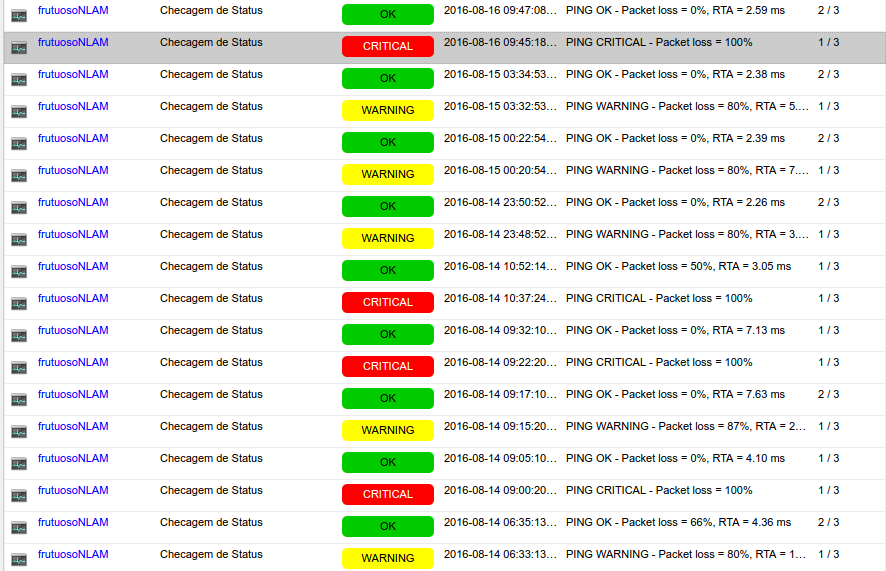 frutuosoNLAM Checagem de Status OK 2016-08-16 09:47:08... PING OK - Packet loss = 0%, RTA = 2.59 ms 2 / 3
frutuosoNLAM Checagem de Status CRITICAL 2016-08-16 09:45:18... PING CRITICAL - Packet loss = 100% 1 / 3
frutuosoNLAM Checagem de Status OK 2016-08-15 03:34:53... PING OK - Packet loss = 0%, RTA = 2.38 ms 2 / 3
frutuosoNLAM Checagem de Status WARNING 2016-08-15 03:32:53... PING WARNING - Packet loss = 80%, RTA = 5.... 1 / 3
frutuosoNLAM Checagem de Status OK 2016-08-15 00:22:54... PING OK - Packet loss = 0%, RTA = 2.39 ms 2 / 3
frutuosoNLAM Checagem de Status WARNING 2016-08-15 00:20:54... PING WARNING - Packet loss = 80%, RTA = 7.... 1 / 3
frutuosoNLAM Checagem de Status OK 2016-08-14 23:50:52... PING OK - Packet loss = 0%, RTA = 2.26 ms 2 / 3
frutuosoNLAM Checagem de Status WARNING 2016-08-14 23:48:52... PING WARNING - Packet loss = 80%, RTA = 3.... 1 / 3
frutuosoNLAM Checagem de Status OK 2016-08-14 10:52:14... PING OK - Packet loss = 50%, RTA = 3.05 ms 1 / 3
frutuosoNLAM Checagem de Status CRITICAL 2016-08-14 10:37:24... PING CRITICAL - Packet loss = 100% 1 / 3
frutuosoNLAM Checagem de Status OK 2016-08-14 09:32:10... PING OK - Packet loss = 0%, RTA = 7.13 ms 1 / 3
frutuosoNLAM Checagem de Status CRITICAL 2016-08-14 09:22:20... PING CRITICAL - Packet loss = 100% 1 / 3
frutuosoNLAM Checagem de Status OK 2016-08-14 09:17:10... PING OK - Packet loss = 0%, RTA = 7.63 ms 2 / 3
frutuosoNLAM Checagem de Status WARNING 2016-08-14 09:15:20... PING WARNING - Packet loss = 87%, RTA = 2... 1 / 3
frutuosoNLAM Checagem de Status OK 2016-08-14 09:05:10... PING OK - Packet loss = 0%, RTA = 4.10 ms 1 / 3
frutuosoNLAM Checagem de Status CRITICAL 2016-08-14 09:00:20... PING CRITICAL - Packet loss = 100% 1 / 3
frutuosoNLAM Checagem de Status OK 2016-08-14 06:35:13... PING OK - Packet loss = 66%, RTA = 4.36 ms 2 / 3
frutuosoNLAM Checagem de Status WARNING 2016-08-14 06:33:13... PING WARNING - Packet loss = 80%, RTA = 1... 1 / 3